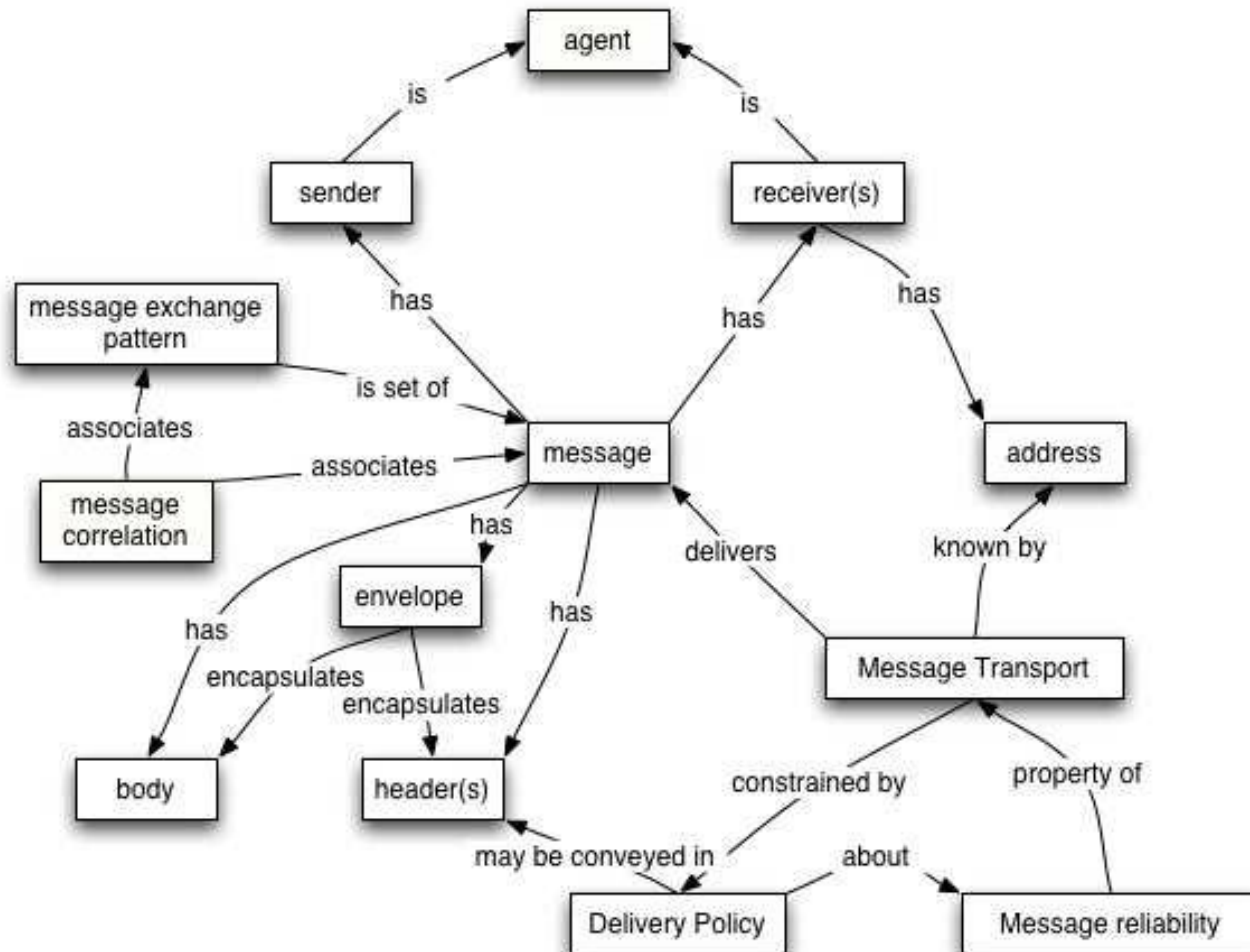 agent
is
is
sender
receiver(s)
has
has
has
message exchange
pattern
is set of
associates
associates
message
address
message
correlation
has
delivers
known by
envelope
has
has
encapsulates
encapsulates
Message Transport
body
header(s)
constrained by
property of
may be conveyed in
about
Delivery Policy
Message reliability